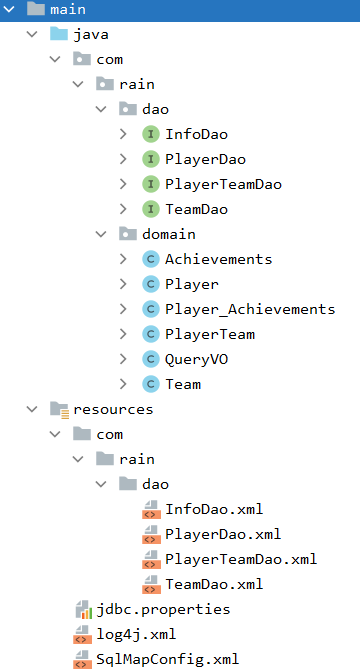 main
java
com
rain
dao
InfoDao
PlayerDao
PlayerTeamDao
TeamDao
domain
Achievements
Player
Player_Achievements
PlayerTeam
QueryVO
Team
resources
com
rain
dao
InfoDao.xml
PlayerDao.xml
PlayerTeamDao.xml
TeamDao.xml
jdbc.properties
log4j.xml
SqlMapConfig.xml